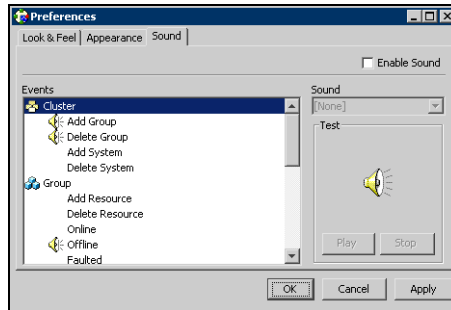 Preferences
Look & Feel Appearance Sound
Enable Sound
Events
Sound
Cluster
[None]
Add Group
Test
Delete Group
Add System
Delete System
Group
Add Resource
Delete Resource
Online
Offline
Play Stop
Faulted
OK Cancel Apply